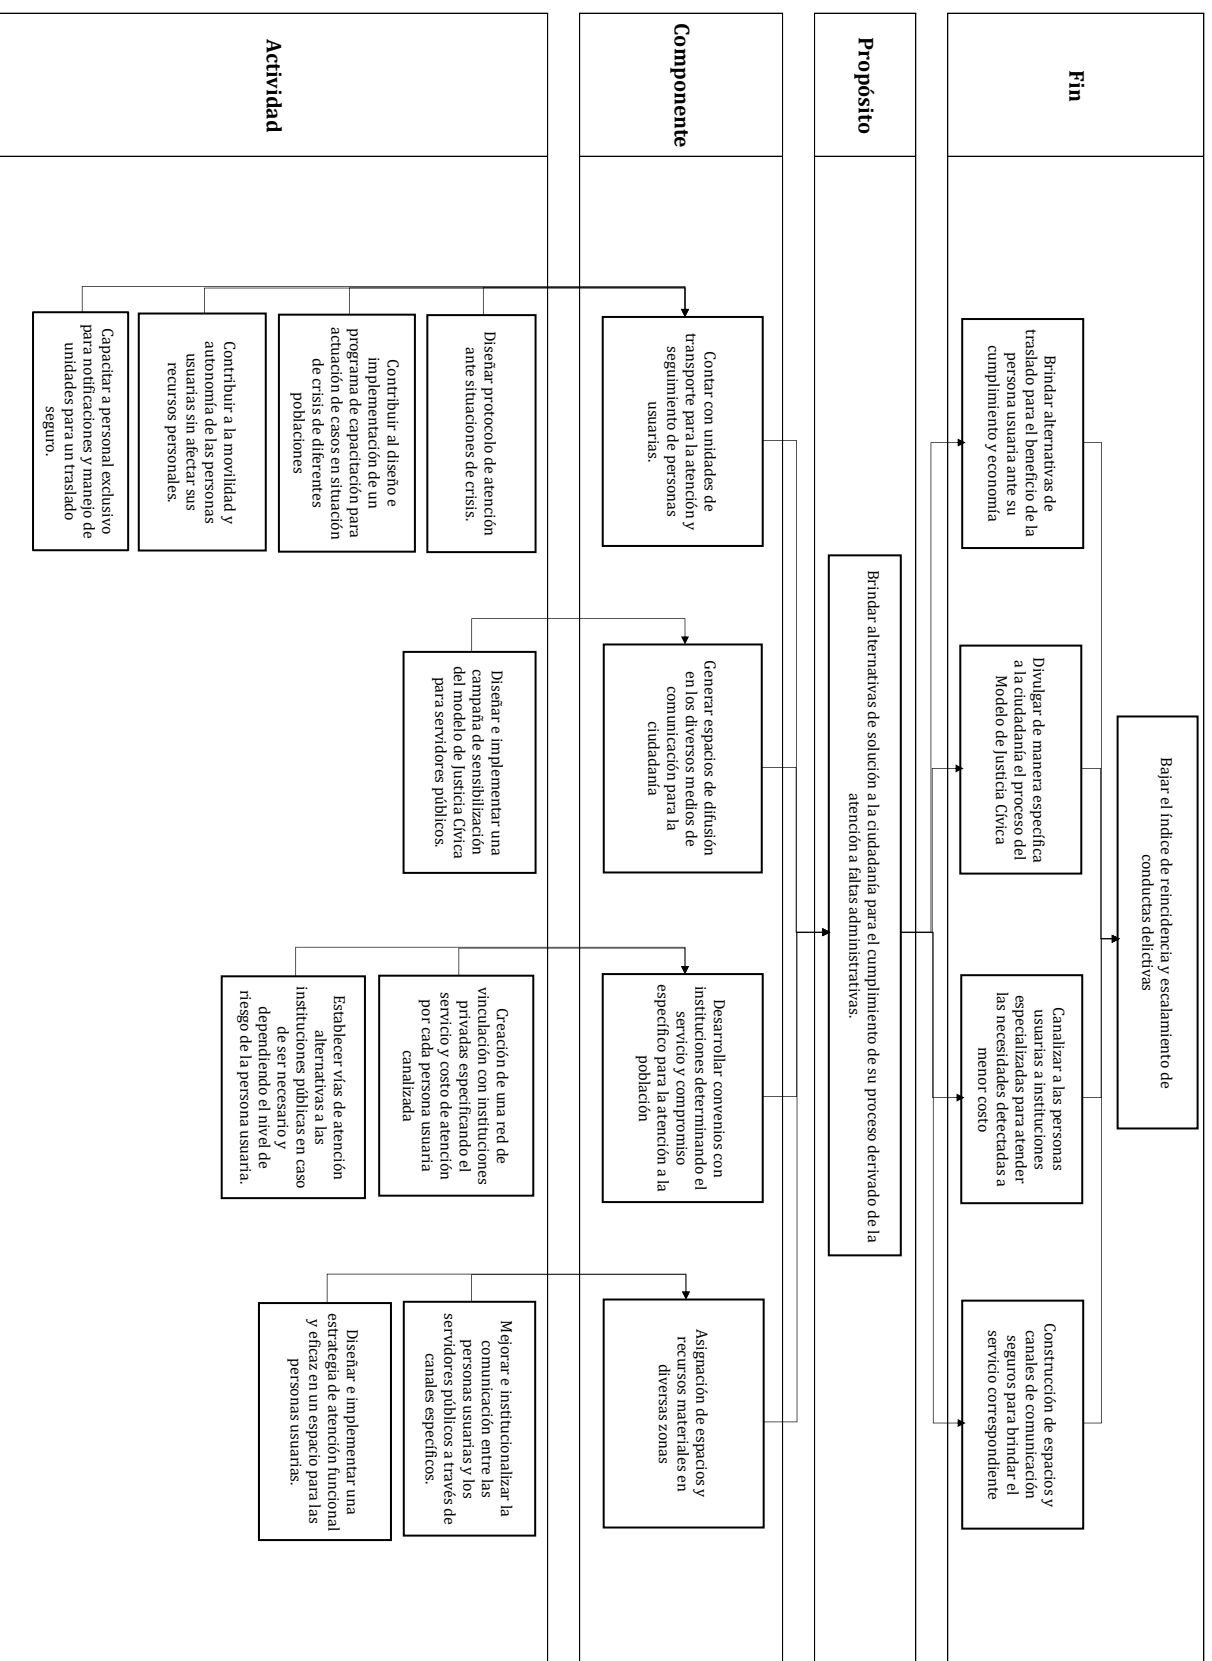 Fin
Bajar el índice de reincidencia y escalamiento de
conductas delictivas
Brindar alternativas de
traslado para el beneficio de la
persona usuaria ante su
cumplimiento y economía
Divulgar de manera específica
a la ciudadanía el proceso del
Modelo de Justicia Cívica
Canalizar a las personas
usuarias a instituciones
especializadas para atender
las necesidades detectadas a
menor costo
Construcción de espacios y
canales de comunicación
seguros para brindar el
servicio correspondiente
Propósito
Brindar alternativas de solución a la ciudadanía para el cumplimiento de su proceso derivado de la
atención a faltas administrativas.
Componente
Contar con unidades de
transporte para la atención y
seguimiento de personas
usuarias.
Generar espacios de difusión
en los diversos medios de
comunicación para la
ciudadanía
Desarrollar convenios con
instituciones determinando el
servicio y compromiso
específico para la atención a la
población
Asignación de espacios y
recursos materiales en
diversas zonas
Actividad
Diseñar protocolo de atención
ante situaciones de crisis.
Contribuir al diseño e
implementación de un
programa de capacitación para
actuación de casos en situación
de crisis de diferentes
poblaciones
Contribuir a la movilidad y
autonomía de las personas
usuarias sin afectar sus
recursos personales.
Capacitar a personal exclusivo
para notificaciones y manejo de
unidades para un traslado
seguro.
Diseñar e implementar una
campaña de sensibilización
del modelo de Justicia Cívica
para servidores públicos.
Creación de una red de
vinculación con instituciones
privadas especificando el
servicio y costo de atención
por cada persona usuaria
canalizada
Establecer vías de atención
alternativas a las
instituciones públicas en caso
de ser necesario y
dependiendo el nivel de
riesgo de la persona usuaria.
Mejorar e institucionalizar la
comunicación entre las
personas usuarias y los
servidores públicos a través de
canales específicos.
Diseñar e implementar una
estrategia de atención funcional
y eficaz en un espacio para las
personas usuarias.